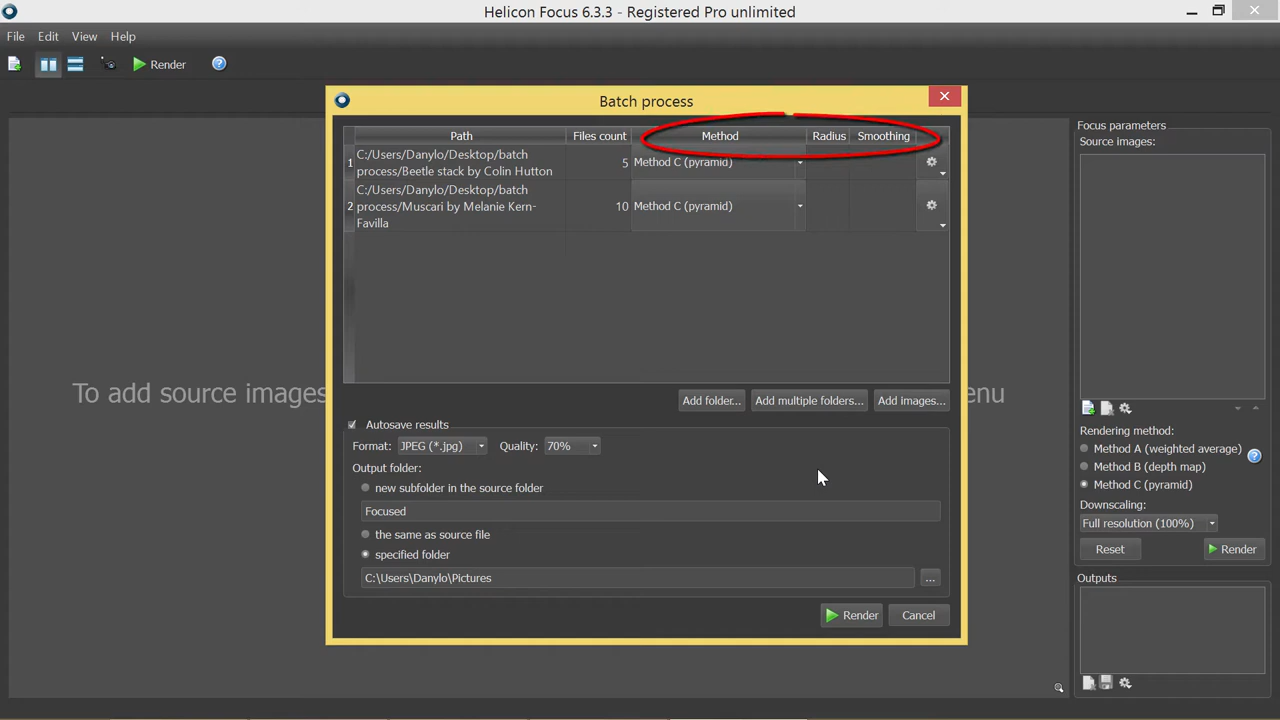 Helicon Focus 6.3.3 - Registered Pro unlimited
File Edit View Help
Render
Batch process
Path Files count Method Radius Smoothing
1 C:/Users/Danylo/Desktop/batch
process/Beetle stack by Colin Hutton
5 Method C (pyramid)
2 C:/Users/Danylo/Desktop/batch
process/Muscari by Melanie Kern-
Favilla
10 Method C (pyramid)
To add source images
enu
Add folder... Add multiple folders... Add images...
Autosave results
Format: JPEG (*.jpg) Quality: 70%
Output folder:
new subfolder in the source folder
Focused
the same as source file
specified folder
C:\Users\Danylo\Pictures
...
Render Cancel
Focus parameters
Source images:
Rendering method:
Method A (weighted average)
Method B (depth map)
Method C (pyramid)
Downscaling:
Full resolution (100%)
Reset Render
Outputs